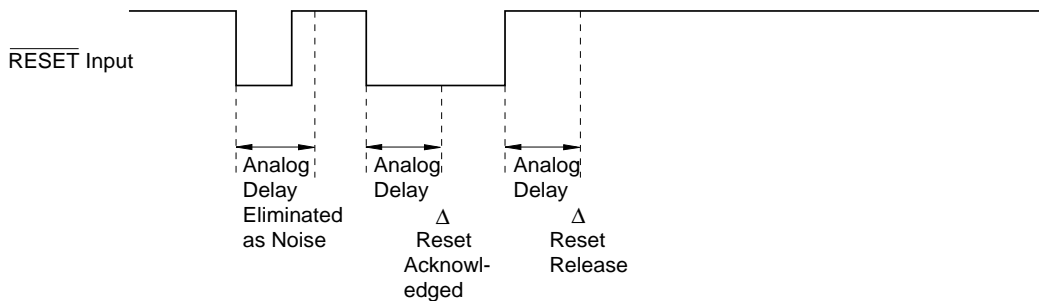 RESET Input
Analog
Delay
Eliminated
as Noise
Analog
Delay
Δ
Reset
Acknowl-
edged
Analog
Delay
Δ
Reset
Release